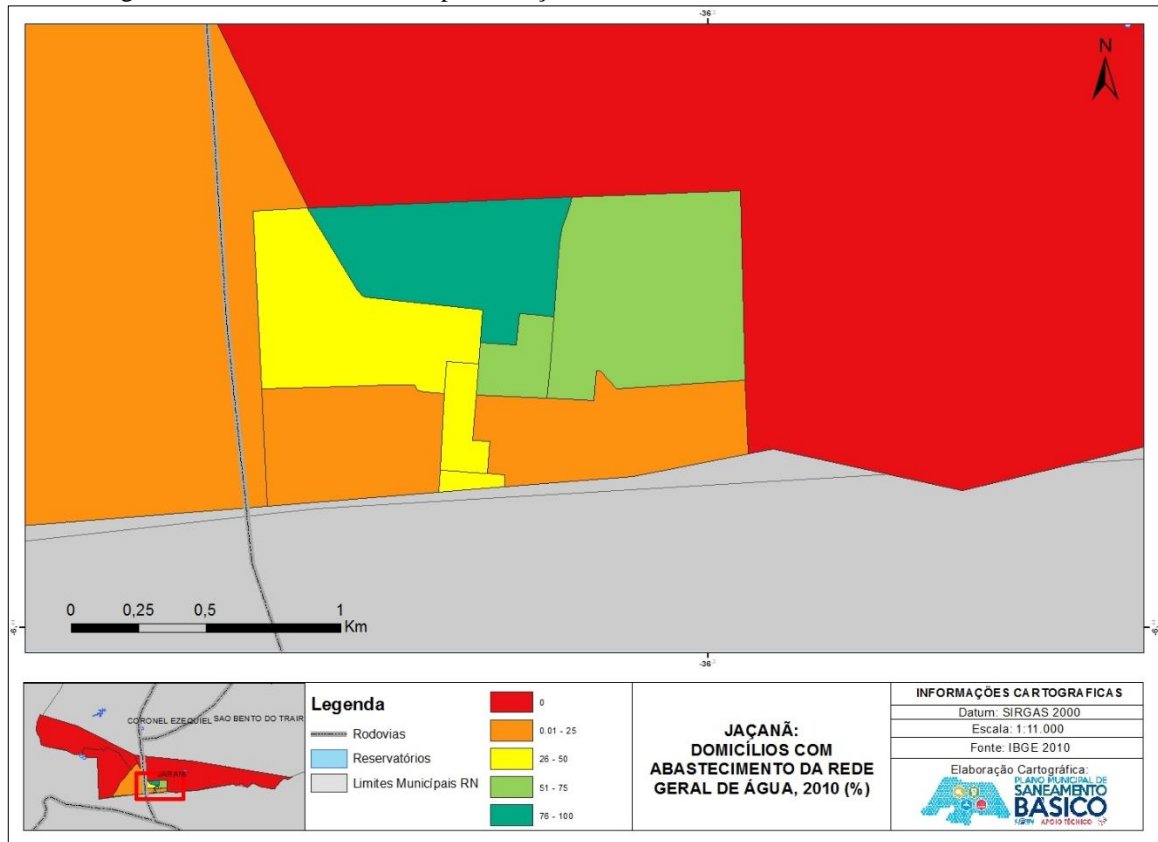 -36
N
0 0,25 0,5 1
Km
-36
CORONEL EZEQUIEL SAO BENTO DO TRAIR
Legenda
Rodovias
Reservatórios
Limites Municípais RN
0
0.01 - 25
26 - 50
51 - 75
76 - 100
JAÇANÃ:
DOMICÍLIOS COM
ABASTECIMENTO DA REDE
GERAL DE ÁGUA, 2010 (%)
INFORMAÇÕES CARTOGRAFICAS
Datum: SIRGAS 2000
Escala: 1:11.000
Fonte: IBGE 2010
Elaboração Cartográfica:
PLANO MUNICIPAL DE
SANEAMENTO
BÁSICO
APOIO TÉCNICO